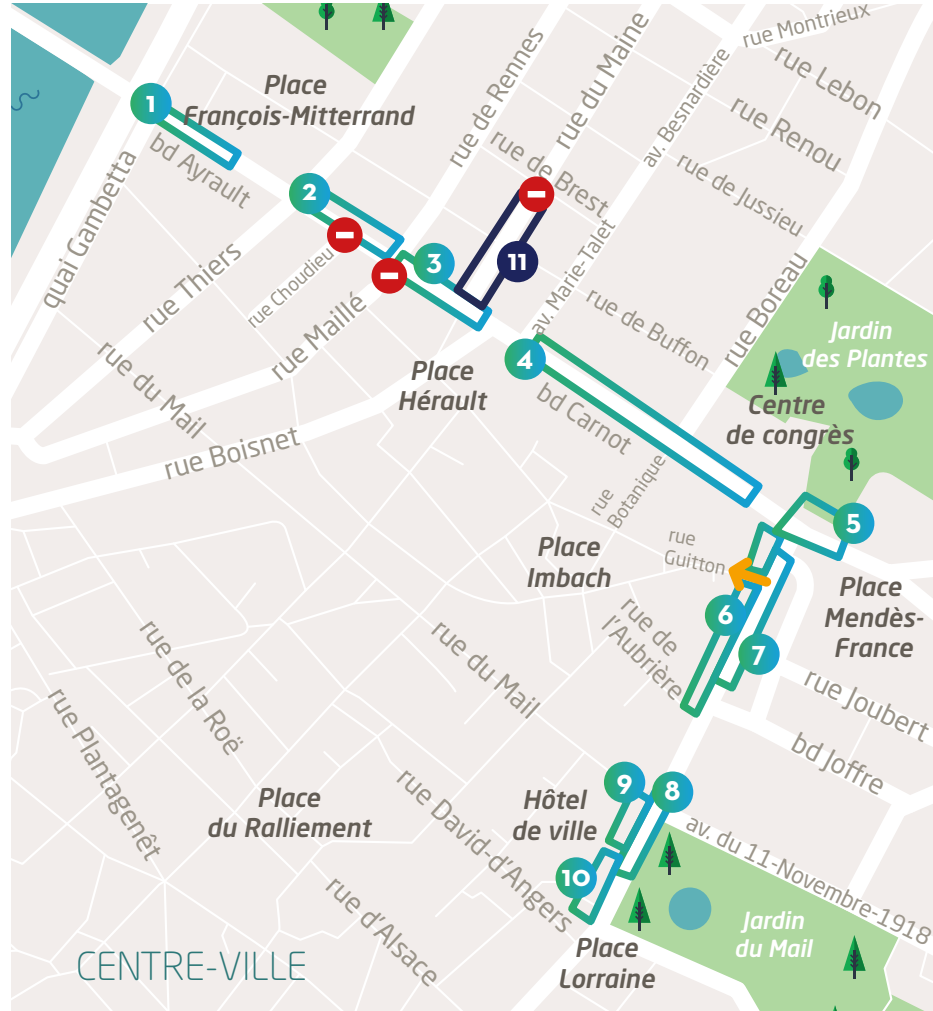 rue Montrieux
rue Lebon
rue Renou
rue de Jussieu
av. Besnardière
rue du Maine
rue de Rennes
rue de Brest
1
Place
François-Mitterrand
bd Ayrault
quai Gambetta
2
rue Thiers
rue Choudieu
rue Maillé
3
11
av. Marie-Talet
rue de Buffon
rue Boreau
Jardin
des Plantes
Centre
de congrès
4
Place
Hérault
bd Carnot
rue du Mail
rue Boisnet
rue
Botanique
rue
Guitton
5
Place
Imbach
Place
Mendès-
France
6
7
rue de
l'Aubrière
rue Joubert
bd Joffre
rue du Mail
rue de la Roë
rue Plantagenêt
Place
du Ralliement
rue David-d'Angers
rue d'Alsace
Hôtel
de ville
9
8
10
av. du 11-Novembre-1918
Jardin
du Mail
Place
Lorraine
CENTRE-VILLE